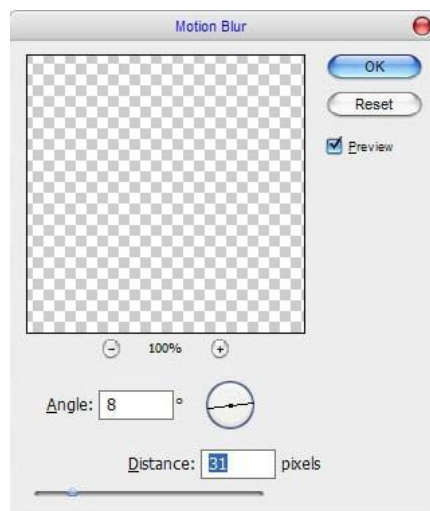 Motion Blur
OK
Reset
Preview
100%
Angle: 8 °
Distance: 31 pixels